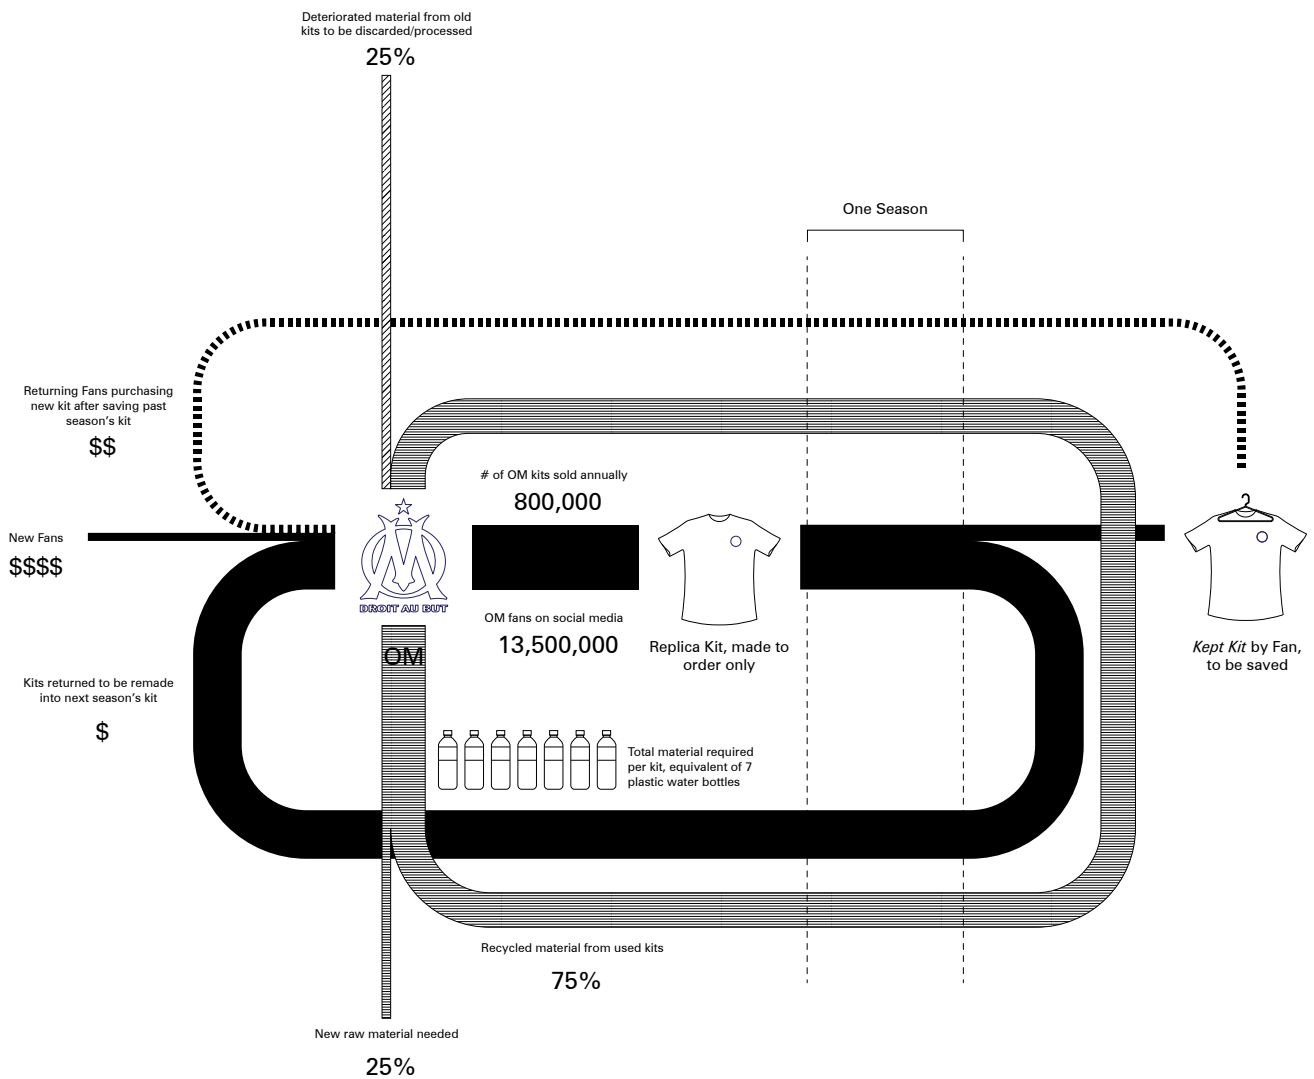 Deteriorated material from old
kits to be discarded/processed
25%
One Season
Returning Fans purchasing
new kit after saving past
season's kit
$$
# of OM kits sold annually
800,000
New Fans
$$$$
DROIT AU BUT
OM fans on social media
13,500,000
Replica Kit, made to
order only
Kept Kit by Fan,
to be saved
OM
Kits returned to be remade
into next season's kit
$
Total material required
per kit, equivalent of 7
plastic water bottles
Recycled material from used kits
75%
New raw material needed
25%